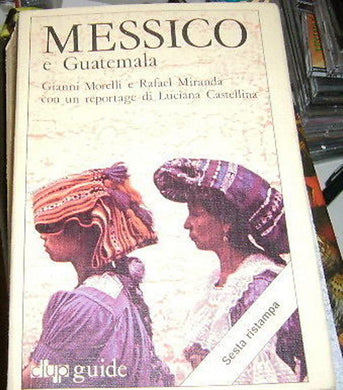 MESSICO
e Guatemala
Gianni Morelli e Rafael Miranda
con un reportage di Luciana Castellina
Sesta ristampa
clup guide